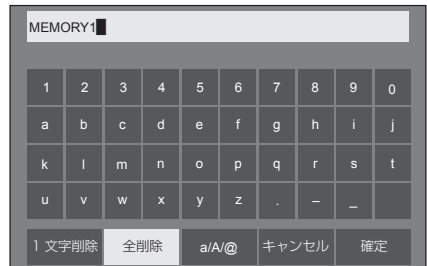 MEMORY1
1 2 3 4 5 6 7 8 9 0
a b c d e f g h i j
k l m n o p q r s t
u v w x y z . – _
1 文字削除 全削除 a/A/@ キャンセル 確定